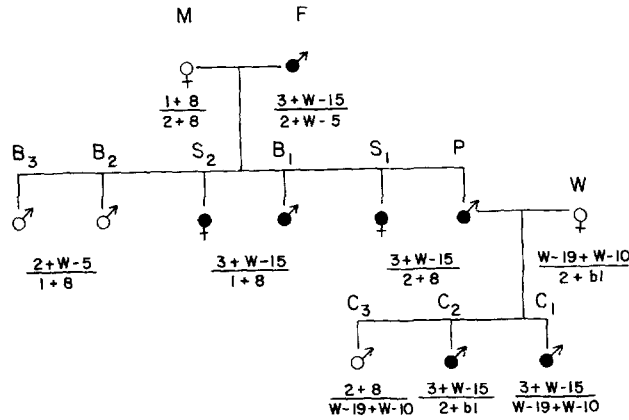 M F
1+8 3+W-15
2+8 2+W-5
B3 B2 S2 B1 S1 P
W
2+W-5 3+W-15 3+W-15 W-19+W-10
1+8 1+8 2+8 2+bl
C3 C2 C1
2+8 3+W-15 3+W-15
W-19+W-10 2+bl W-19+W-10